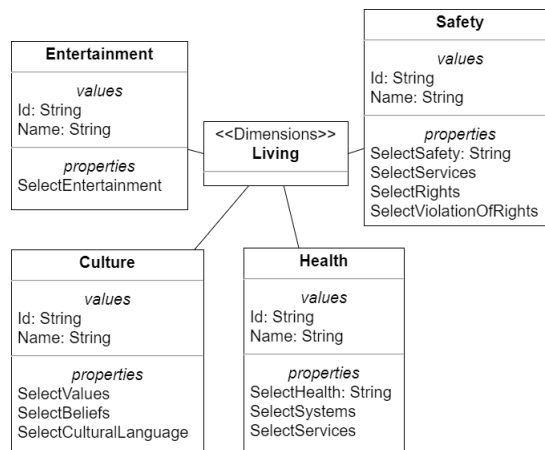 Entertainment
values
Id: String
Name: String
properties
SelectEntertainment
<<Dimensions>>
Living
Safety
values
Id: String
Name: String
properties
SelectSafety: String
SelectServices
SelectRights
SelectViolationOfRights
Culture
values
Id: String
Name: String
properties
SelectValues
SelectBeliefs
SelectCulturalLanguage
Health
values
Id: String
Name: String
properties
SelectHealth: String
SelectSystems
SelectServices